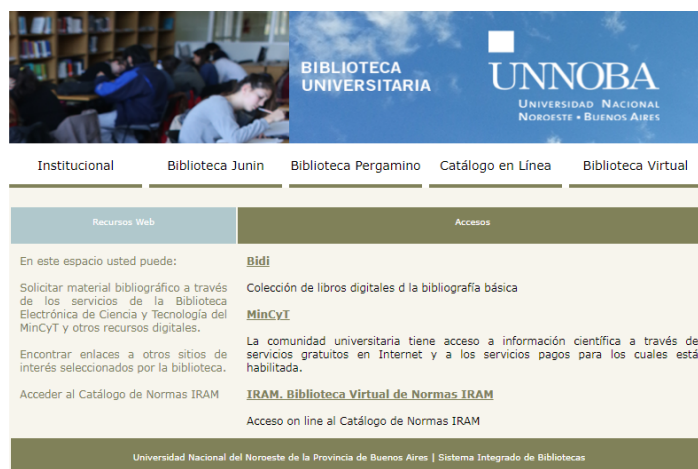 BIBLIOTECA
UNIVERSITARIA
UNNOBA
UNIVERSIDAD NACIONAL
NOROESTE • BUENOS AIRES
Institucional
Biblioteca Junin
Biblioteca Pergamino
Catálogo en Línea
Biblioteca Virtual
Recursos Web
En este espacio usted puede:
Solicitar material bibliográfico a través
de los servicios de la Biblioteca
Electrónica de Ciencia y Tecnología del
MinCyT y otros recursos digitales.
Encontrar enlaces a otros sitios de
interés seleccionados por la biblioteca.
Acceder al Catálogo de Normas IRAM
Accesos
Bidi
Colección de libros digitales d la bibliografía básica
MinCyT
La comunidad universitaria tiene acceso a información científica a través de
servicios gratuitos en Internet y a los servicios pagos para los cuales está
habilitada.
IRAM. Biblioteca Virtual de Normas IRAM
Acceso on line al Catálogo de Normas IRAM
Universidad Nacional del Noroeste de la Provincia de Buenos Aires | Sistema Integrado de Bibliotecas